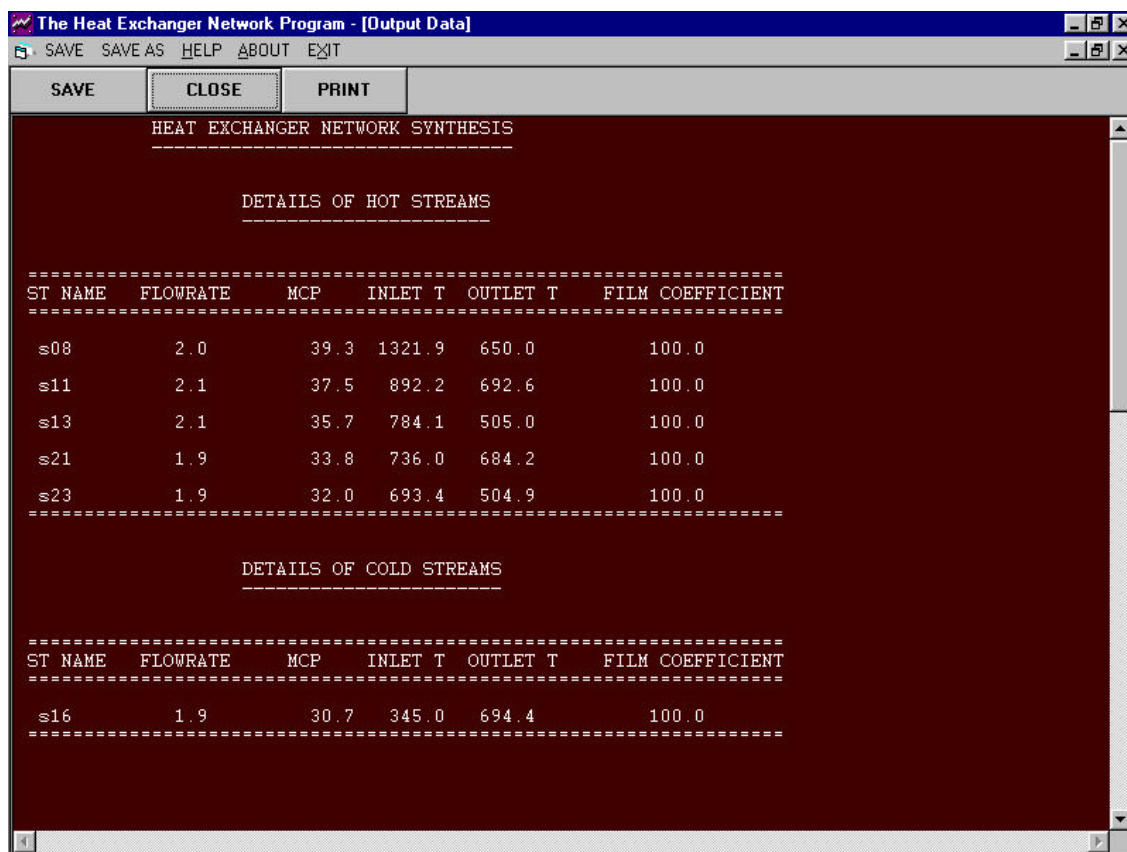 The Heat Exchanger Network Program - [Output Data]
SAVE SAVE AS HELP ABOUT EXIT
SAVE CLOSE PRINT
HEAT EXCHANGER NETWORK SYNTHESIS
--------------------------------
DETAILS OF HOT STREAMS
----------------------
===================================================================
ST NAME FLOWRATE MCP INLET T OUTLET T FILM COEFFICIENT
===================================================================
s08 2.0 39.3 1321.9 650.0 100.0
s11 2.1 37.5 892.2 692.6 100.0
s13 2.1 35.7 784.1 505.0 100.0
s21 1.9 33.8 736.0 684.2 100.0
s23 1.9 32.0 693.4 504.9 100.0
===================================================================
DETAILS OF COLD STREAMS
-----------------------
===================================================================
ST NAME FLOWRATE MCP INLET T OUTLET T FILM COEFFICIENT
===================================================================
s16 1.9 30.7 345.0 694.4 100.0
===================================================================